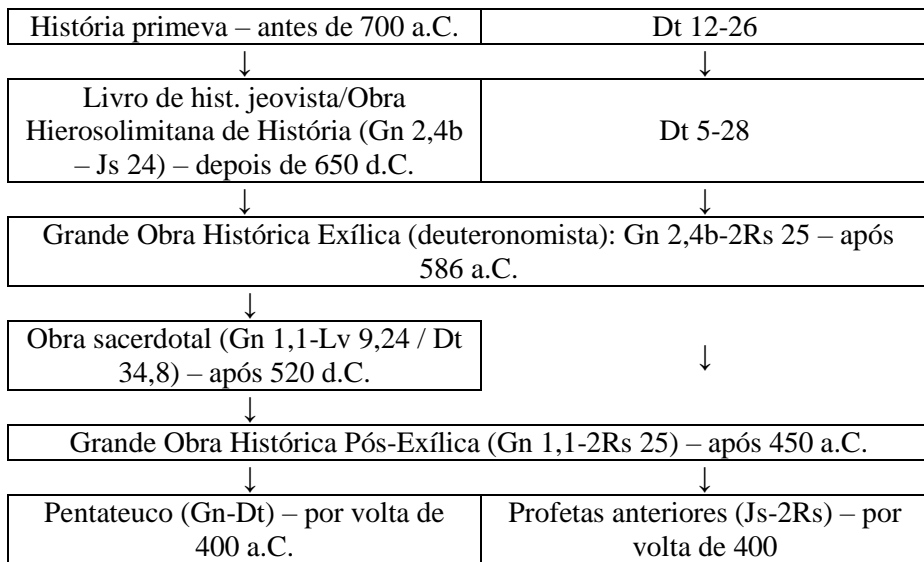 História primeva – antes de 700 a.C.
Dt 12-26
↓ ↓
Livro de hist. jeovista/Obra
Hierosolimitana de História (Gn 2,4b
– Js 24) – depois de 650 d.C.
Dt 5-28
↓ ↓
Grande Obra Histórica Exílica (deuteronomista): Gn 2,4b-2Rs 25 – após
586 a.C.
↓
Obra sacerdotal (Gn 1,1-Lv 9,24 / Dt
34,8) – após 520 d.C.
↓
↓
Grande Obra Histórica Pós-Exílica (Gn 1,1-2Rs 25) – após 450 a.C.
↓ ↓
Pentateuco (Gn-Dt) – por volta de
400 a.C.
Profetas anteriores (Js-2Rs) – por
volta de 400